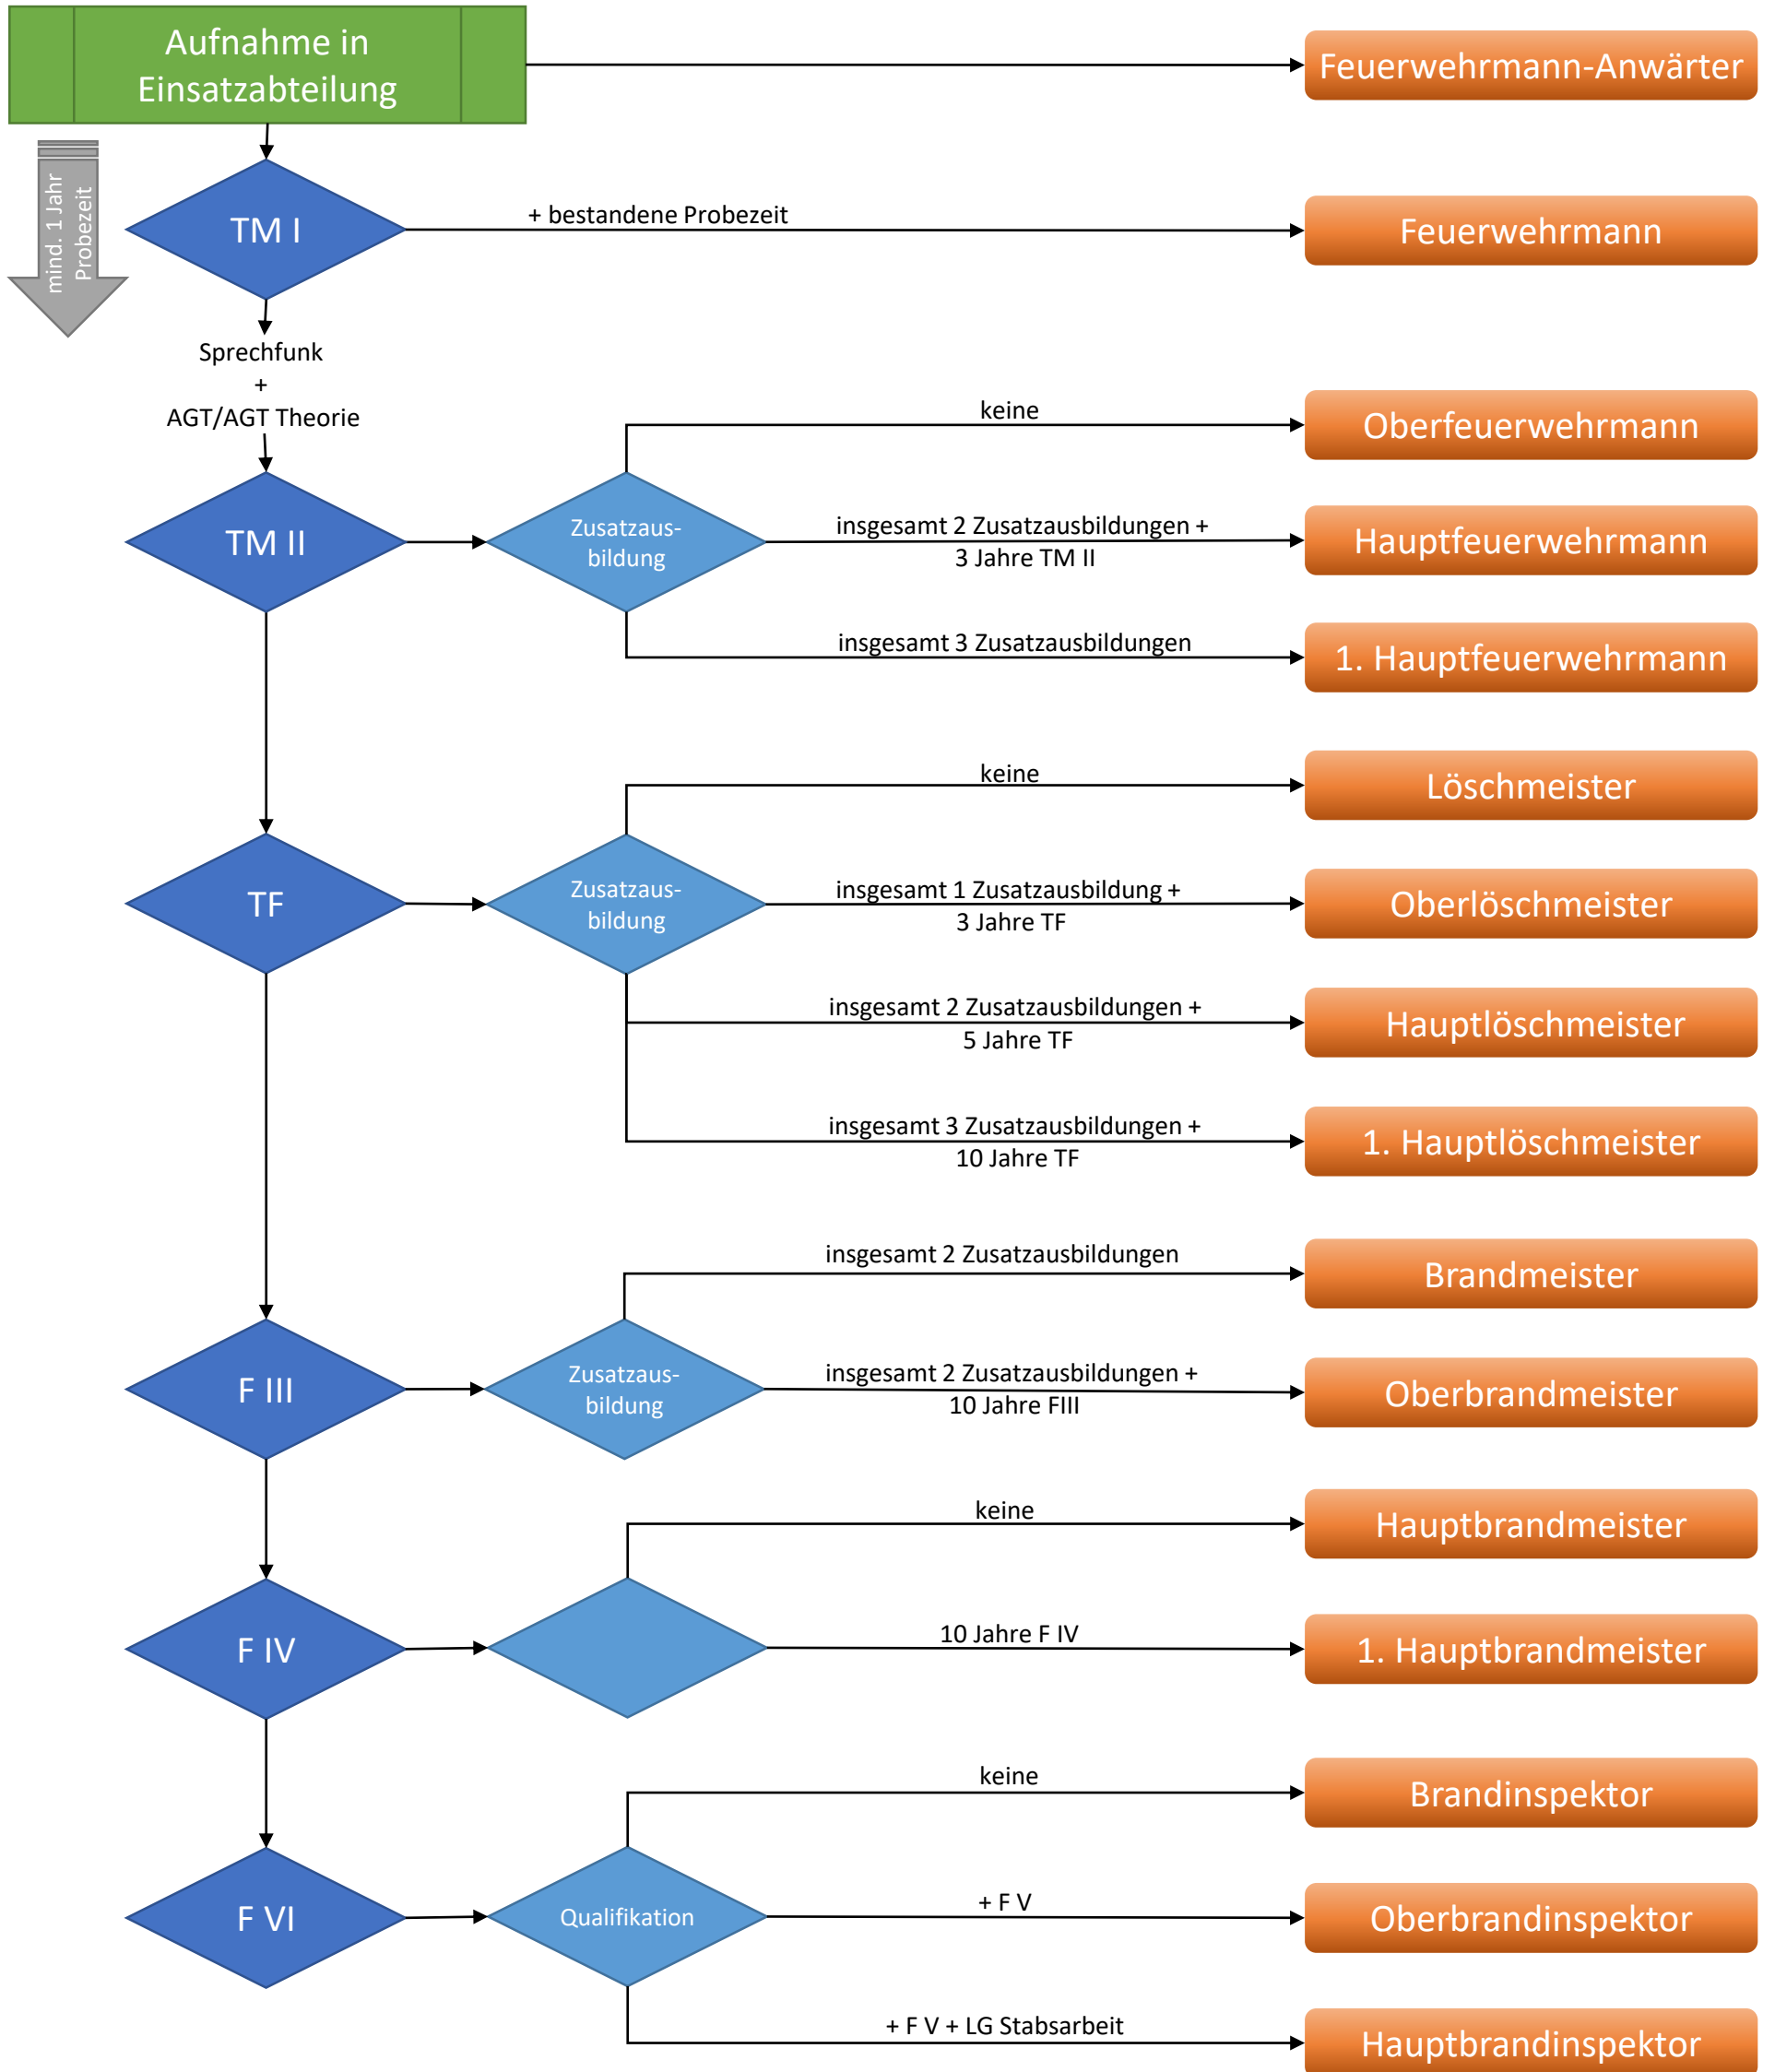 Aufnahme in
Einsatzabteilung
Feuerwehrmann-Anwärter
mind. 1 Jahr
Probezeit
TM I
+ bestandene Probezeit
Feuerwehrmann
Sprechfunk
+
AGT/AGT Theorie
keine
Oberfeuerwehrmann
TM II
Zusatzaus-
bildung
insgesamt 2 Zusatzausbildungen +
3 Jahre TM II
Hauptfeuerwehrmann
insgesamt 3 Zusatzausbildungen
1. Hauptfeuerwehrmann
keine
Löschmeister
TF
Zusatzaus-
bildung
insgesamt 1 Zusatzausbildung +
3 Jahre TF
Oberlöschmeister
insgesamt 2 Zusatzausbildungen +
5 Jahre TF
Hauptlöschmeister
insgesamt 3 Zusatzausbildungen +
10 Jahre TF
1. Hauptlöschmeister
insgesamt 2 Zusatzausbildungen
Brandmeister
F III
Zusatzaus-
bildung
insgesamt 2 Zusatzausbildungen +
10 Jahre FIII
Oberbrandmeister
keine
Hauptbrandmeister
F IV
10 Jahre F IV
1. Hauptbrandmeister
keine
Brandinspektor
F VI
Qualifikation
+ F V
Oberbrandinspektor
+ F V + LG Stabsarbeit
Hauptbrandinspektor